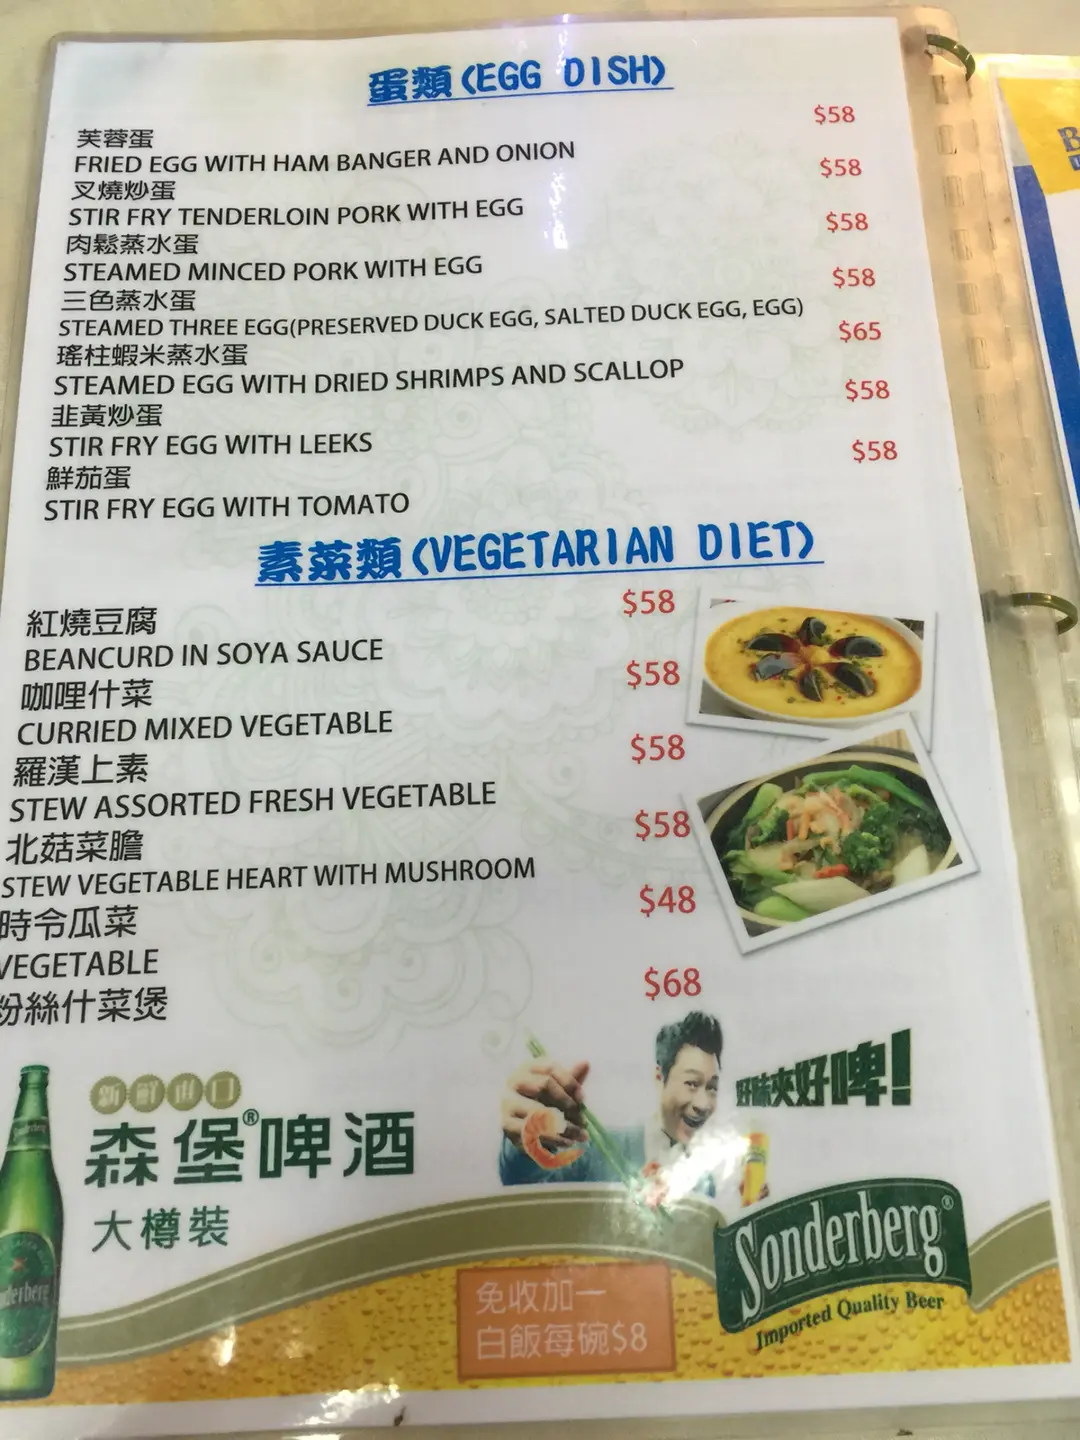 蛋類(EGG DISH)
芙蓉蛋 $58
FRIED EGG WITH HAM BANGER AND ONION
叉燒炒蛋 $58
STIR FRY TENDERLOIN PORK WITH EGG
肉鬆蒸水蛋 $58
STEAMED MINCED PORK WITH EGG
三色蒸水蛋 $58
STEAMED THREE EGG(PRESERVED DUCK EGG, SALTED DUCK EGG, EGG)
瑤柱蝦米蒸水蛋 $65
STEAMED EGG WITH DRIED SHRIMPS AND SCALLOP
韭黃炒蛋 $58
STIR FRY EGG WITH LEEKS
鮮茄蛋 $58
STIR FRY EGG WITH TOMATO
素菜類(VEGETARIAN DIET)
紅燒豆腐 $58
BEANCURD IN SOYA SAUCE
咖哩什菜 $58
CURRIED MIXED VEGETABLE
羅漢上素 $58
STEW ASSORTED FRESH VEGETABLE
北菇菜膽 $58
STEW VEGETABLE HEART WITH MUSHROOM
時令瓜菜 $48
VEGETABLE
粉絲什菜煲 $68
好味夾好啤!
森堡®啤酒
大樽裝
Sonderberg®
Imported Quality Beer
免收加一
白飯每碗$8